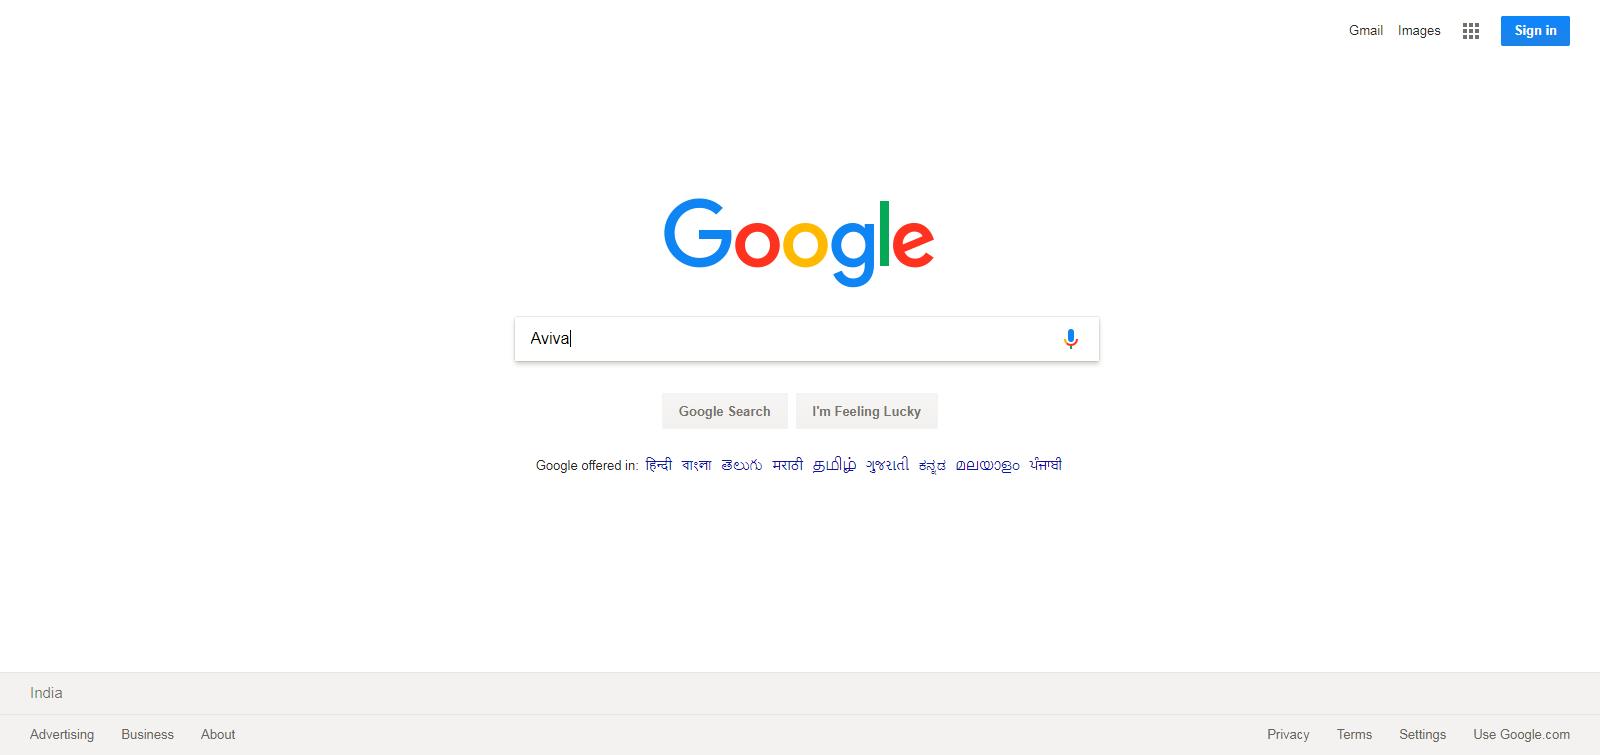 Gmail Images Sign in
Google
Aviva
Google Search I'm Feeling Lucky
Google offered in: हिन्दी বাংলা తెలుగు मराठी தமிழ் ગુજરાતી ಕನ್ನಡ മലയാളം ਪੰਜਾਬੀ
India
Advertising Business About Privacy Terms Settings Use Google.com